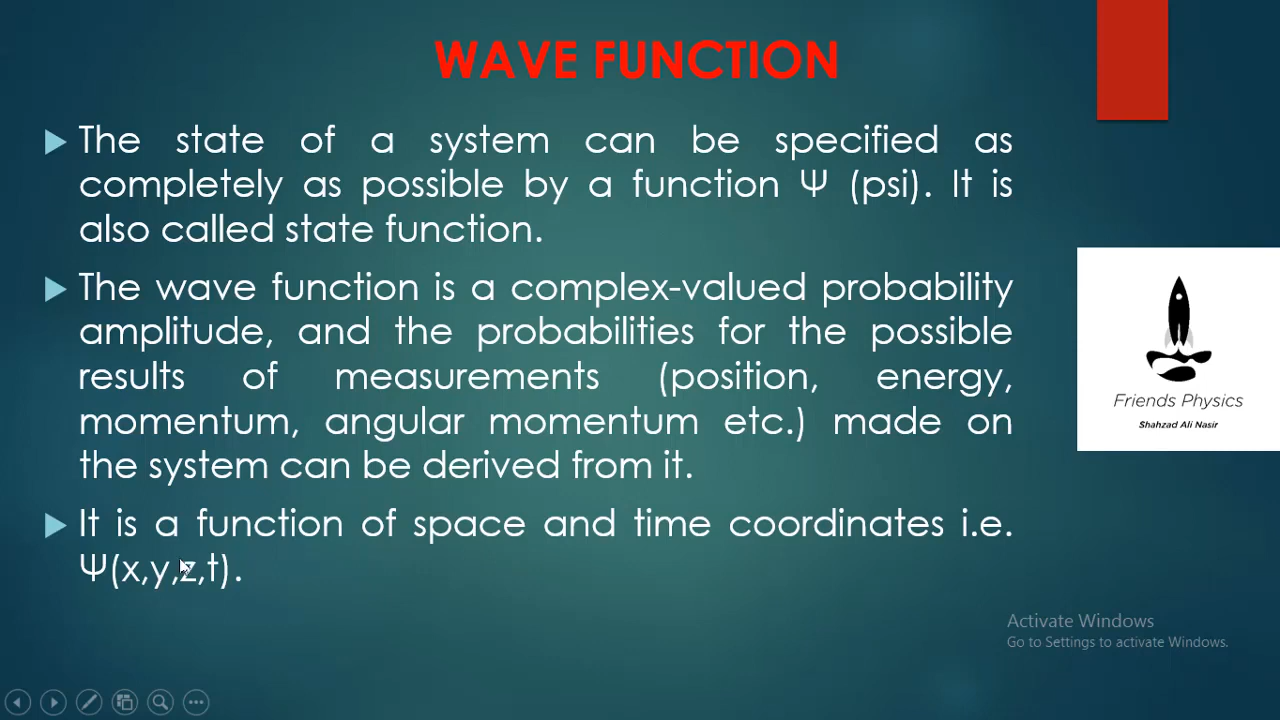 WAVE FUNCTION
The state of a system can be specified as
completely as possible by a function Ψ (psi). It is
also called state function.
The wave function is a complex-valued probability
amplitude, and the probabilities for the possible
results of measurements (position, energy,
momentum, angular momentum etc.) made on
the system can be derived from it.
It is a function of space and time coordinates i.e.
Ψ(x,y,z,t).
Friends Physics
Shahzad Ali Nasir
Activate Windows
Go to Settings to activate Windows.